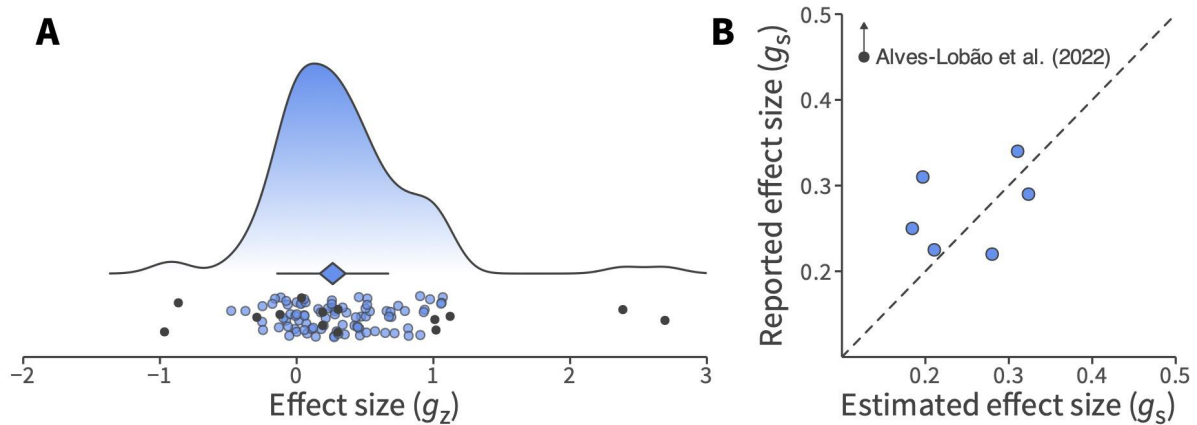 A
−2
−1
0
1
2
3
Effect size (gz)
B
Reported effect size (gs)
0.5
0.4
0.3
0.2
Alves-Lobão et al. (2022)
0.2
0.3
0.4
0.5
Estimated effect size (gs)